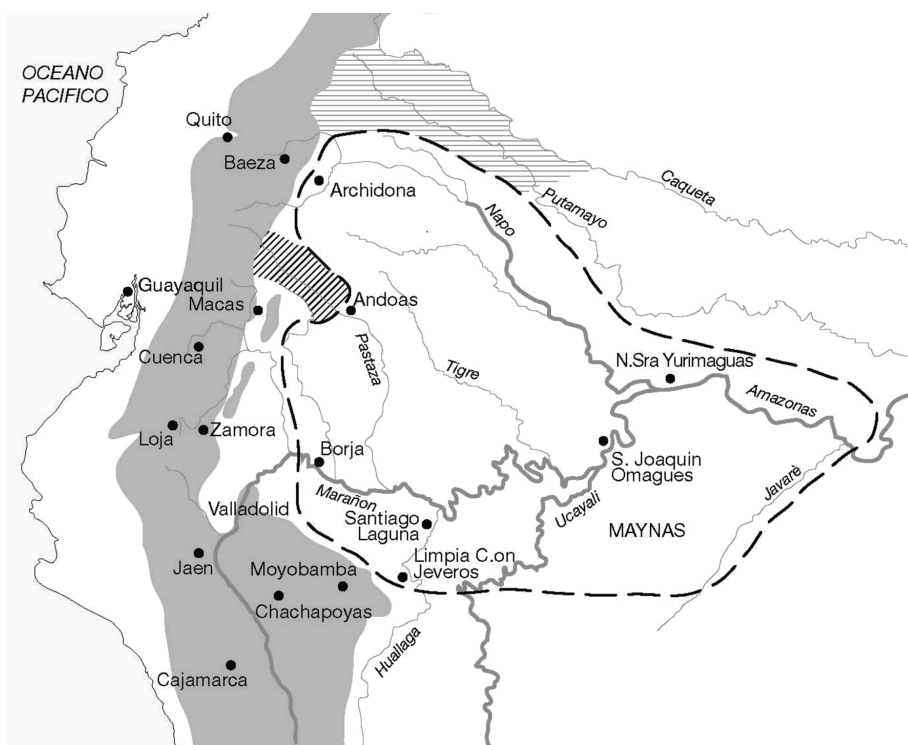 OCEANO
PACIFICO
Quito
Baeza
Archidona
Caqueta
Putamayo
Napo
Guayaquil
Macas
Andoas
Cuenca
Pastaza
Tigre
N.Sra Yurimaguas
Amazonas
Loja
Zamora
Borja
S. Joaquin
Omagues
Javarè
Marañon
Ucayali
Valladolid
Santiago
Laguna
MAYNAS
Jaen
Moyobamba
Limpia C.on
Jeveros
Chachapoyas
Huallaga
Cajamarca